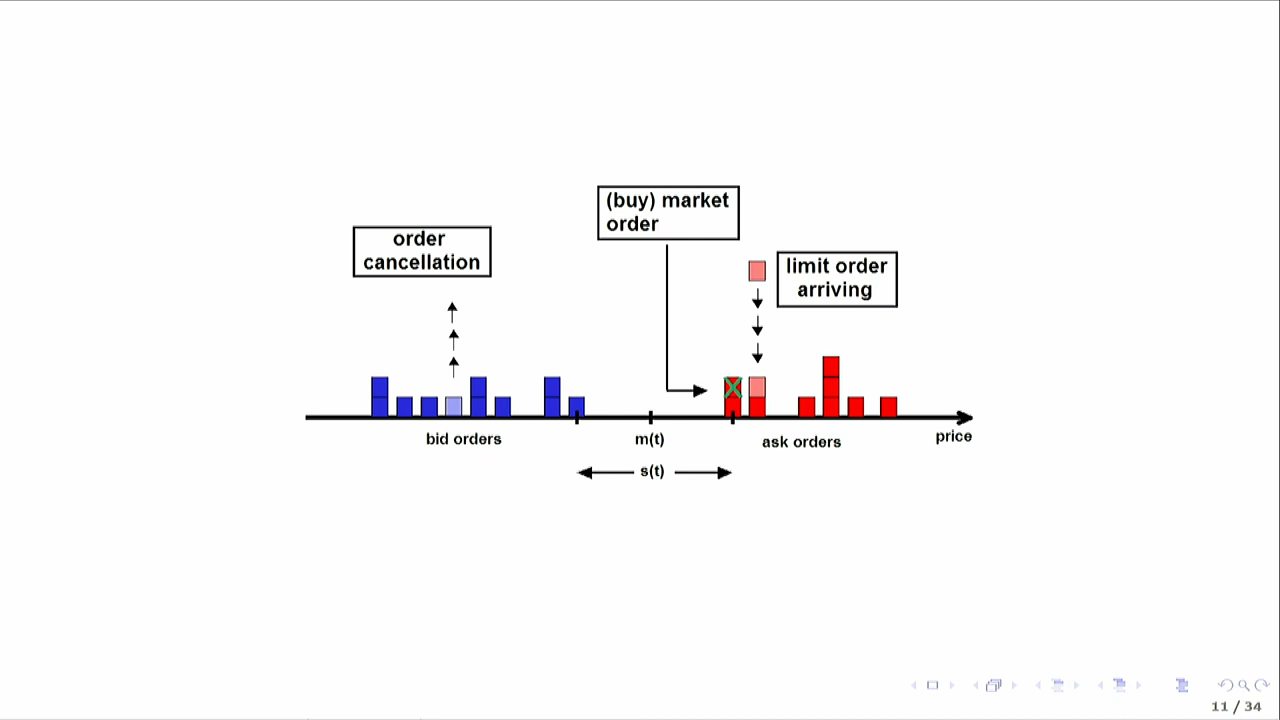 (buy) market
order
order
cancellation
limit order
arriving
bid orders
m(t)
ask orders
price
s(t)
11 / 34